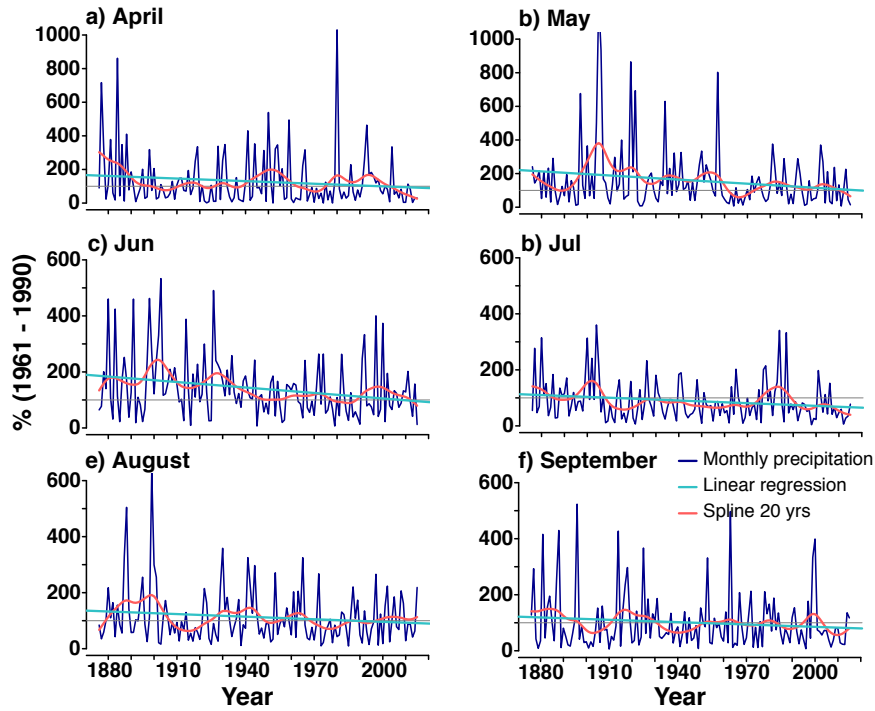 a) April
b) May
1000
800
600
400
200
0
1000
800
600
400
200
0
c) Jun
b) Jul
% (1961 - 1990)
600
400
200
0
600
400
200
0
e) August
f) September
Monthly precipitation
Linear regression
Spline 20 yrs
600
400
200
0
600
400
200
0
1880 1910 1940 1970 2000
1880 1910 1940 1970 2000
Year
Year